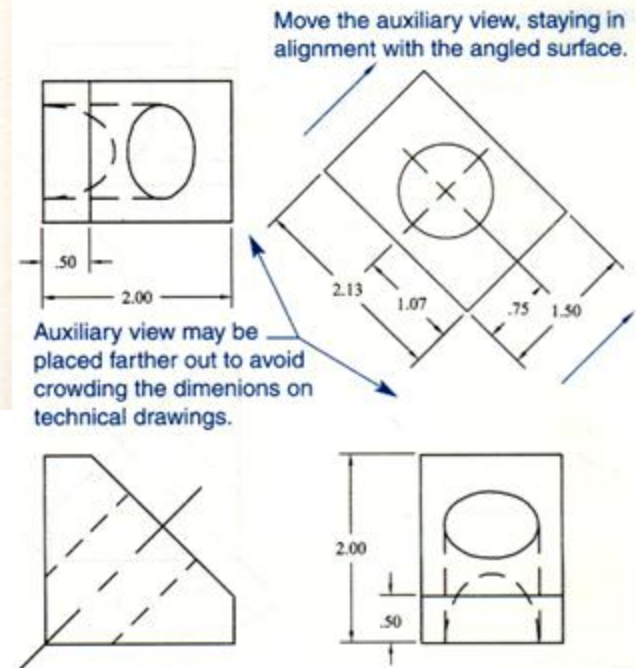 Move the auxiliary view, staying in
alignment with the angled surface.
.50
2.00
2.13
1.07
.75
1.50
Auxiliary view may be
placed farther out to avoid
crowding the dimenions on
technical drawings.
2.00
.50